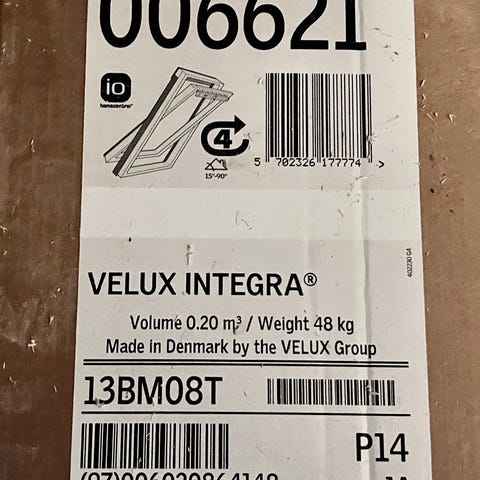 006621
io
homecontrol®
4
15°-90°
5 702326 177774 >
402230 G4
VELUX INTEGRA®
Volume 0.20 m³ / Weight 48 kg
Made in Denmark by the VELUX Group
13BM08T
P14